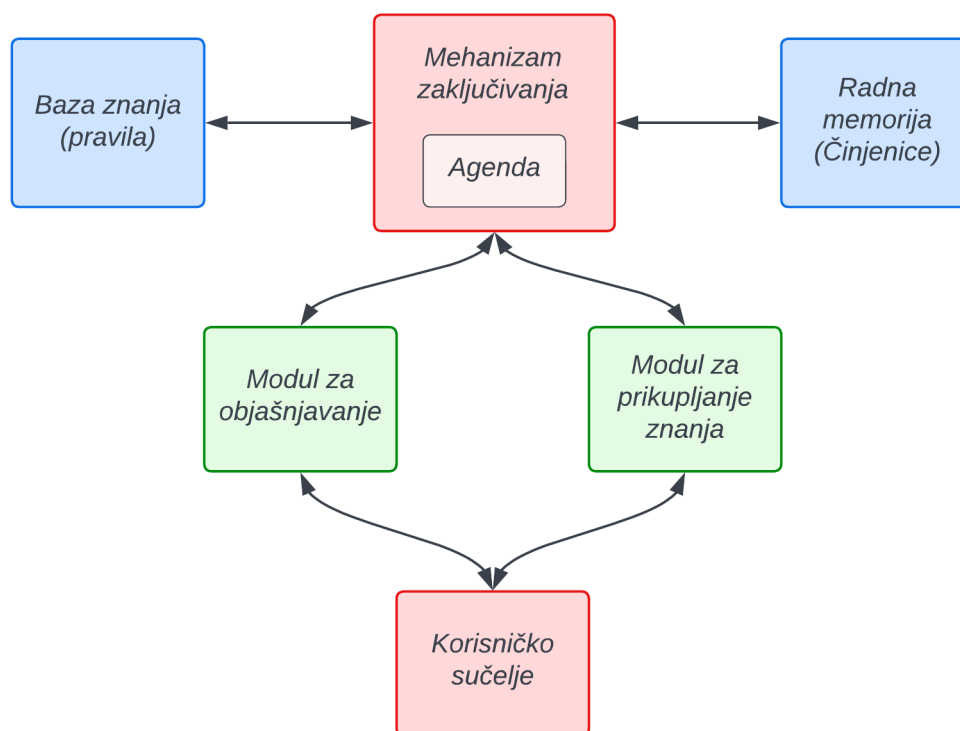 Baza znanja
(pravila)
Mehanizam
zaključivanja
Agenda
Radna
memorija
(Činjenice)
Modul za
objašnjavanje
Modul za
prikupljanje
znanja
Korisničko
sučelje